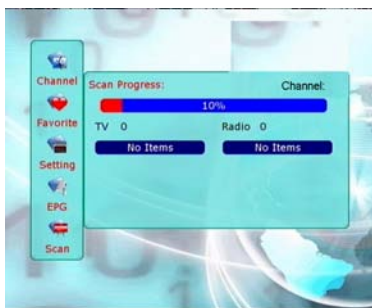 Channel
Scan Progress: Channel:
10%
Favorite
TV 0 Radio 0
No Items No Items
Setting
EPG
Scan